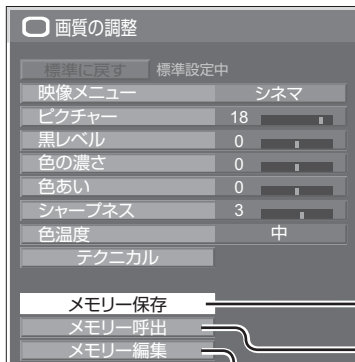 画質の調整
標準に戻す 標準設定中
映像メニュー シネマ
ピクチャー 18
黒レベル 0
色の濃さ 0
色あい 0
シャープネス 3
色温度 中
テクニカル
メモリー保存
メモリー呼出
メモリー編集